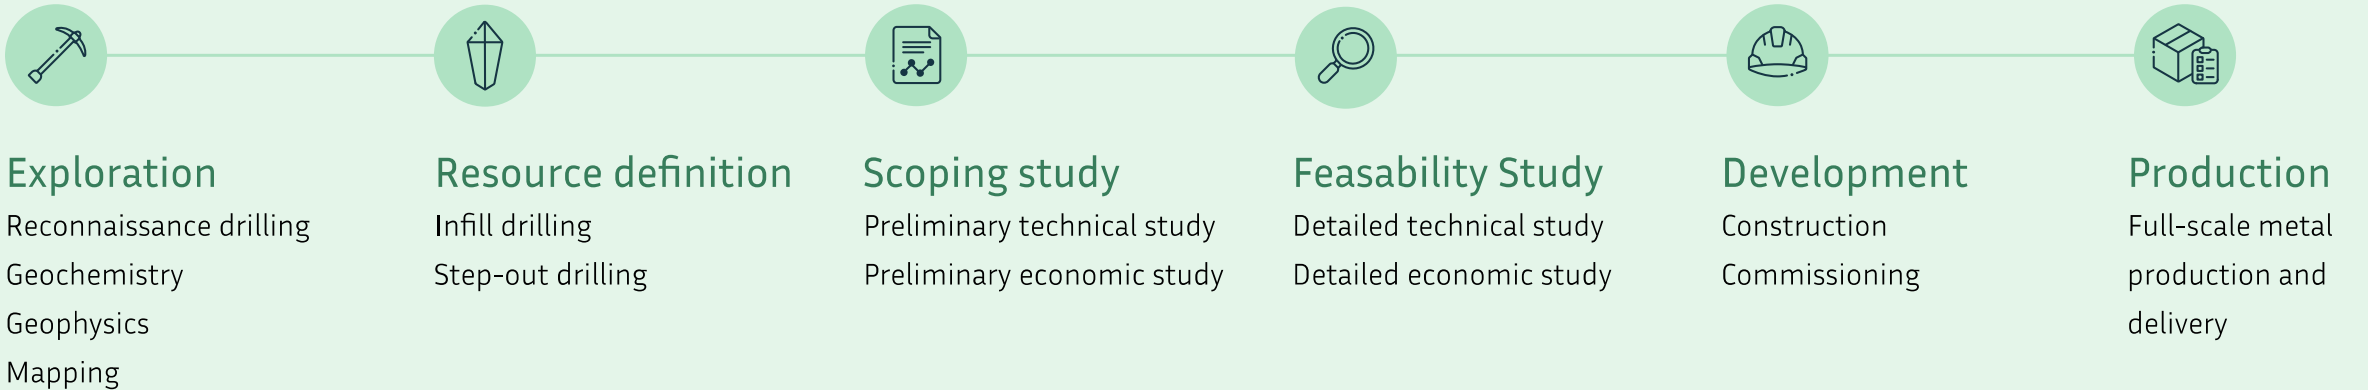 Exploration
Reconnaissance drilling
Geochemistry
Geophysics
Mapping
Resource definition
Infill drilling
Step-out drilling
Scoping study
Preliminary technical study
Preliminary economic study
Feasability Study
Detailed technical study
Detailed economic study
Development
Construction
Commissioning
Production
Full-scale metal
production and
delivery